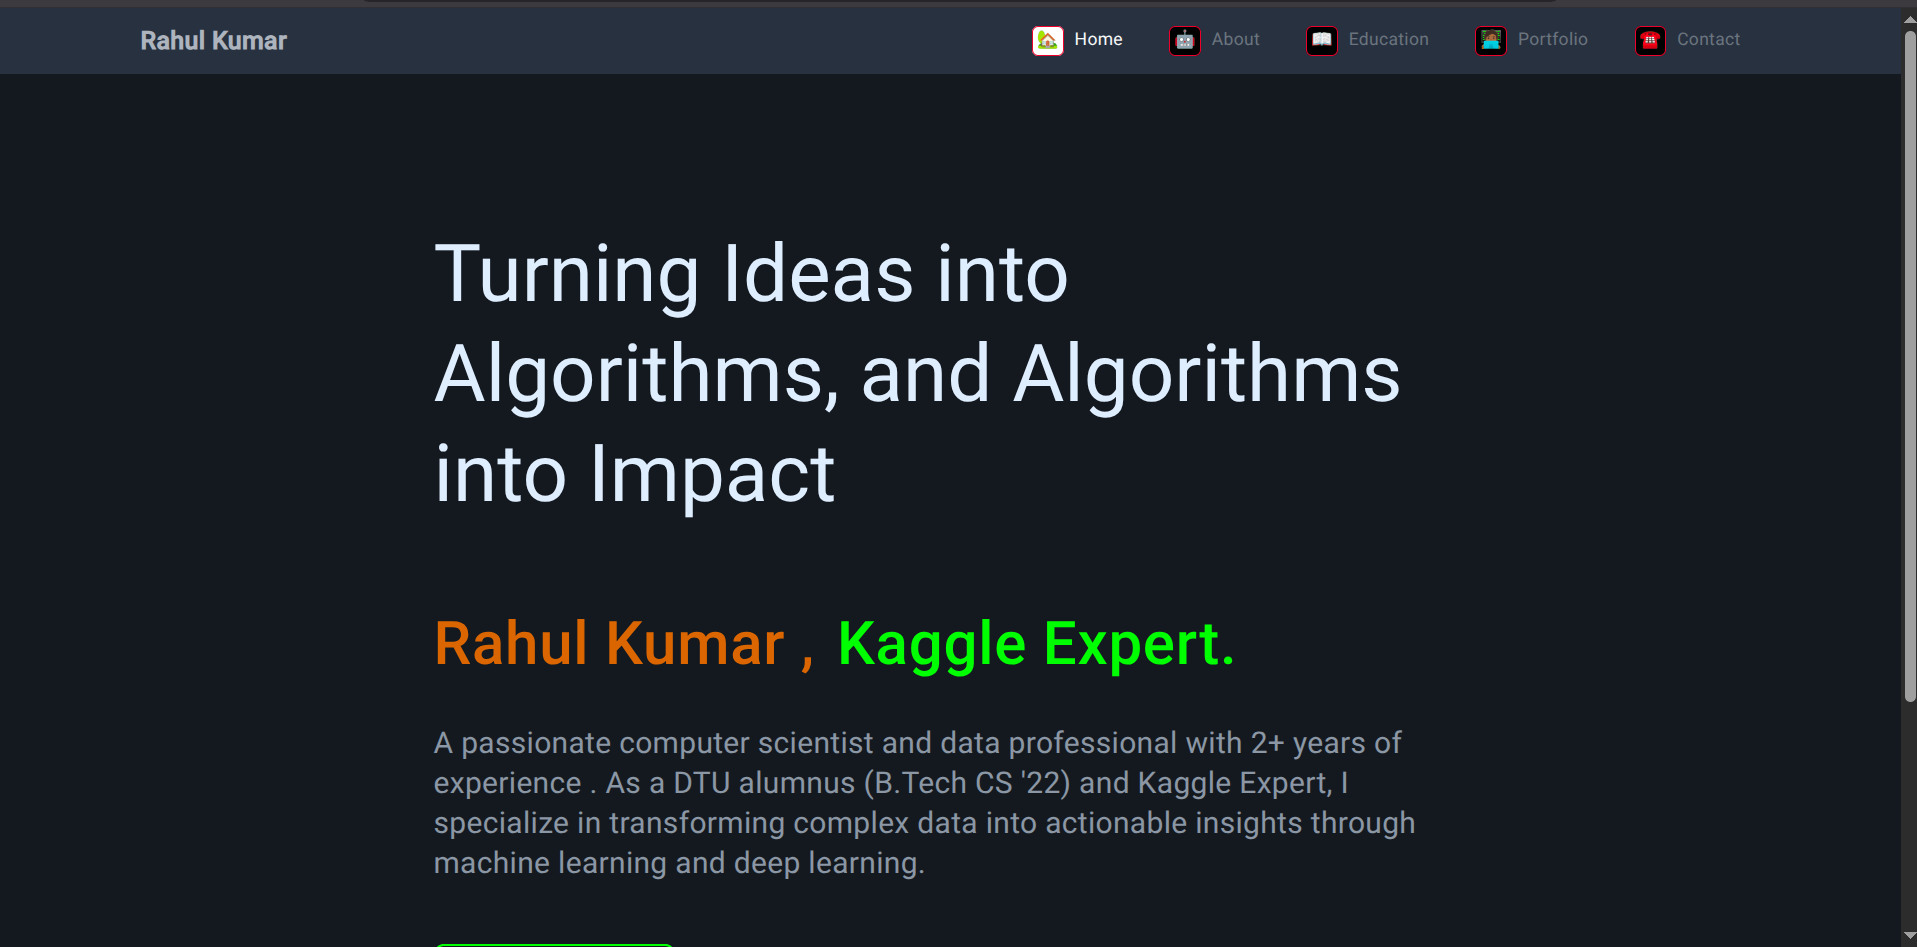 Rahul Kumar
Home
About
Education
Portfolio
Contact
Turning Ideas into
Algorithms, and Algorithms
into Impact
Rahul Kumar , Kaggle Expert.
A passionate computer scientist and data professional with 2+ years of
experience . As a DTU alumnus (B.Tech CS '22) and Kaggle Expert, I
specialize in transforming complex data into actionable insights through
machine learning and deep learning.